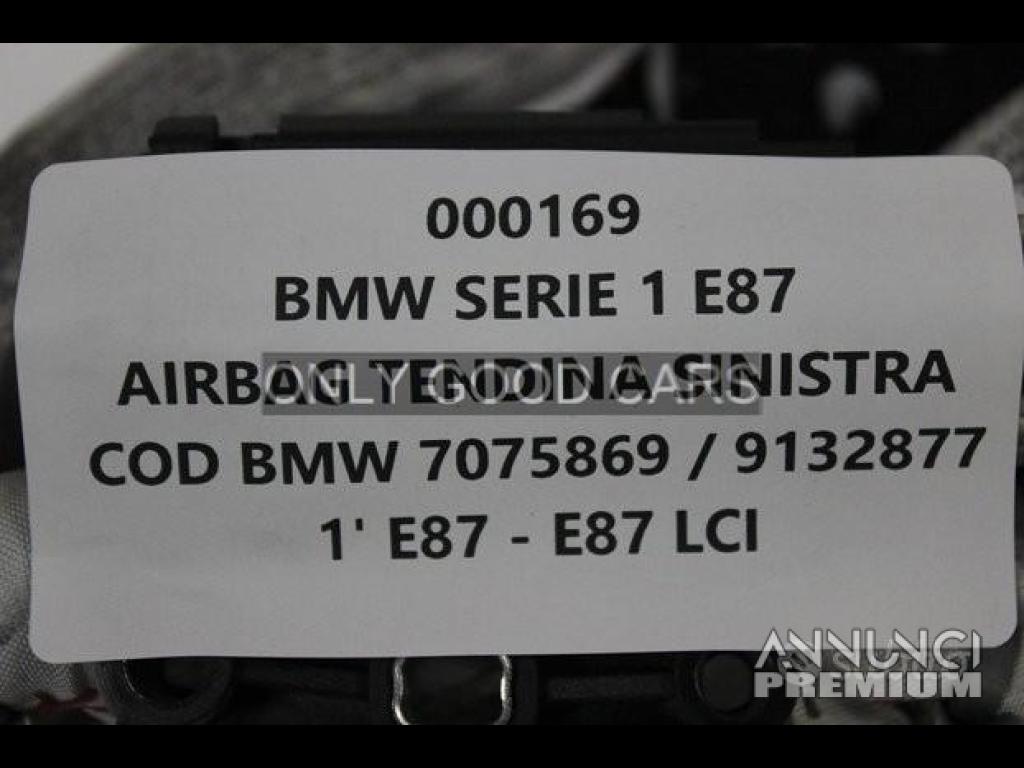 000169
BMW SERIE 1 E87
AIRBAG TENDINA SINISTRA
ONLY GOOD CARS
COD BMW 7075869 / 9132877
1' E87 - E87 LCI
ANNUNCI
PREMIUM